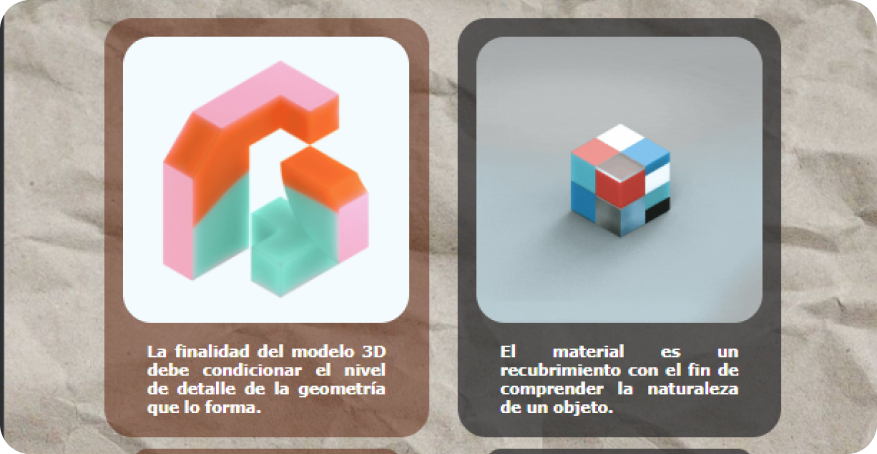 La finalidad del modelo 3D
debe condicionar el nivel
de detalle de la geometría
que lo forma.
El material es un
recubrimiento con el fin de
comprender la naturaleza
de un objeto.